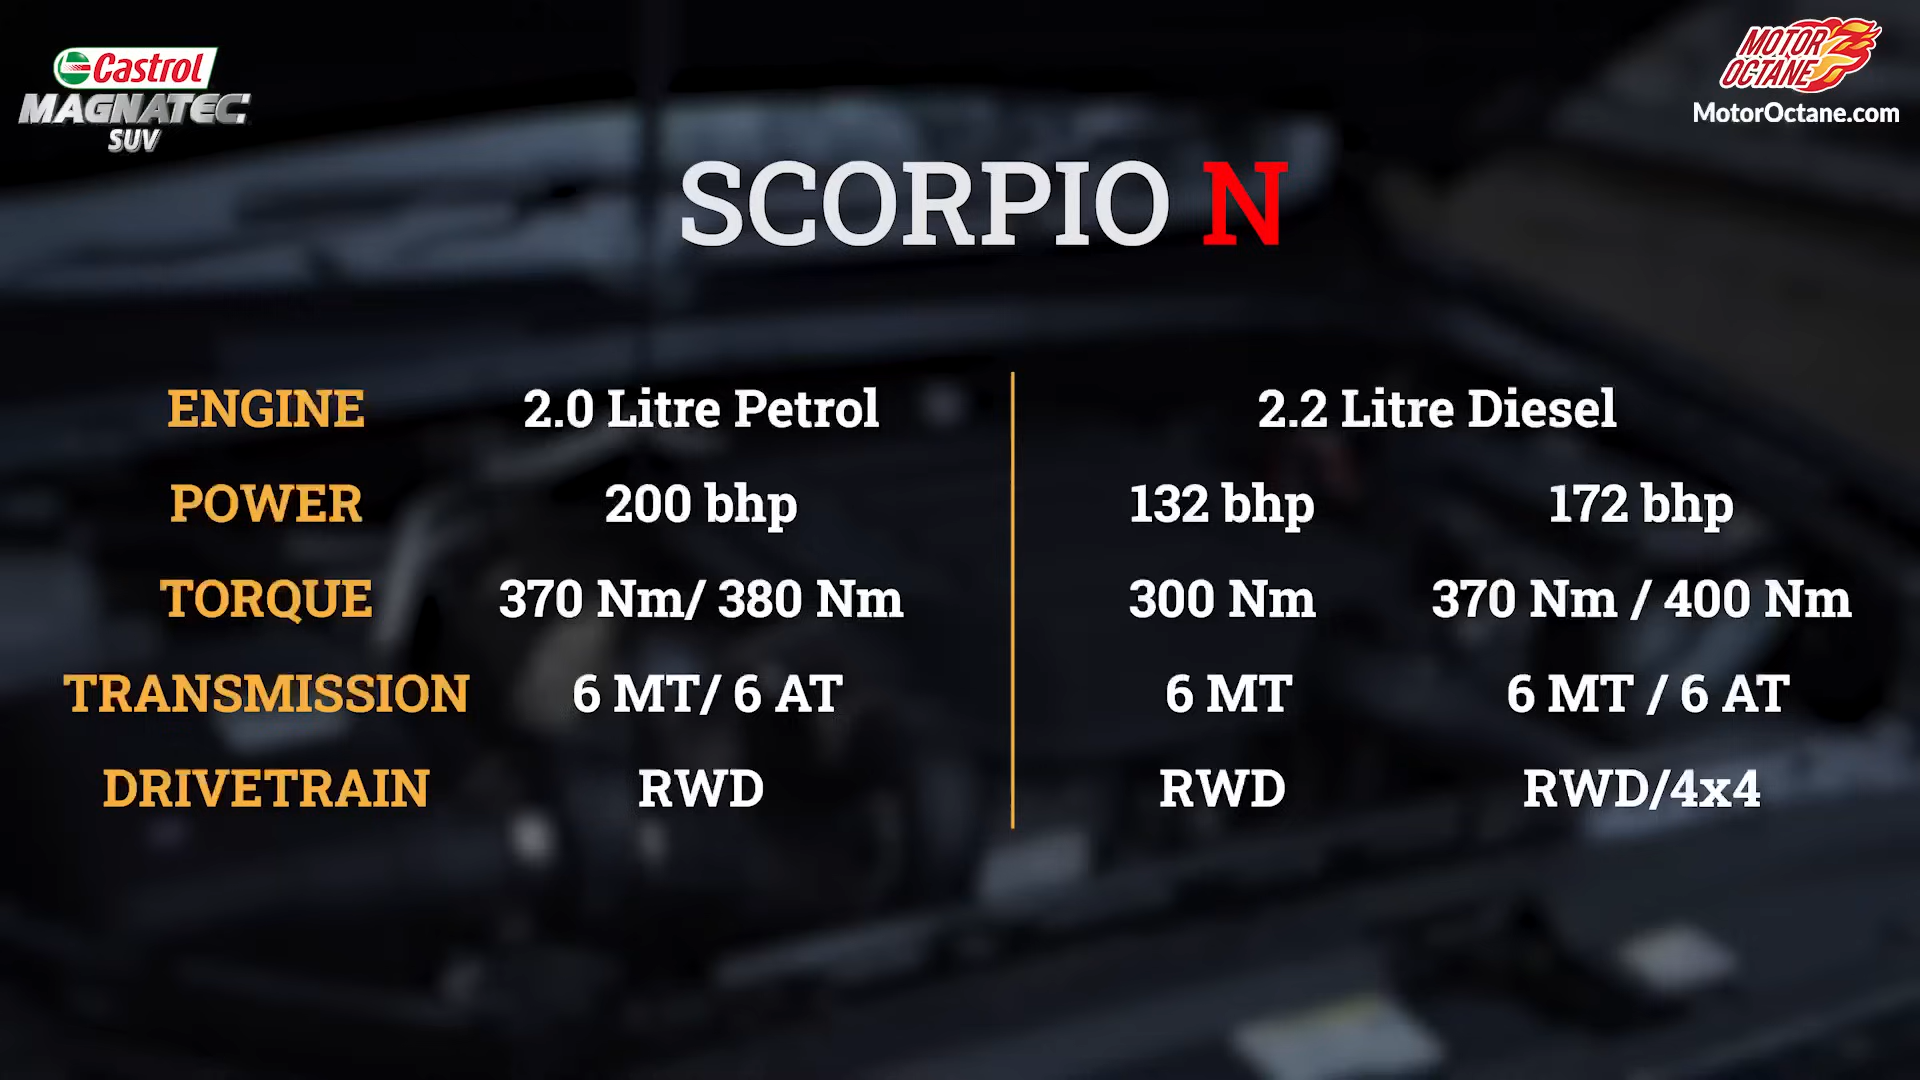 Castrol
MAGNATEC
SUV
MOTOR
OCTANE
MotorOctane.com
SCORPIO N
ENGINE 2.0 Litre Petrol 2.2 Litre Diesel
POWER 200 bhp 132 bhp 172 bhp
TORQUE 370 Nm/ 380 Nm 300 Nm 370 Nm / 400 Nm
TRANSMISSION 6 MT/ 6 AT 6 MT 6 MT / 6 AT
DRIVETRAIN RWD RWD RWD/4x4